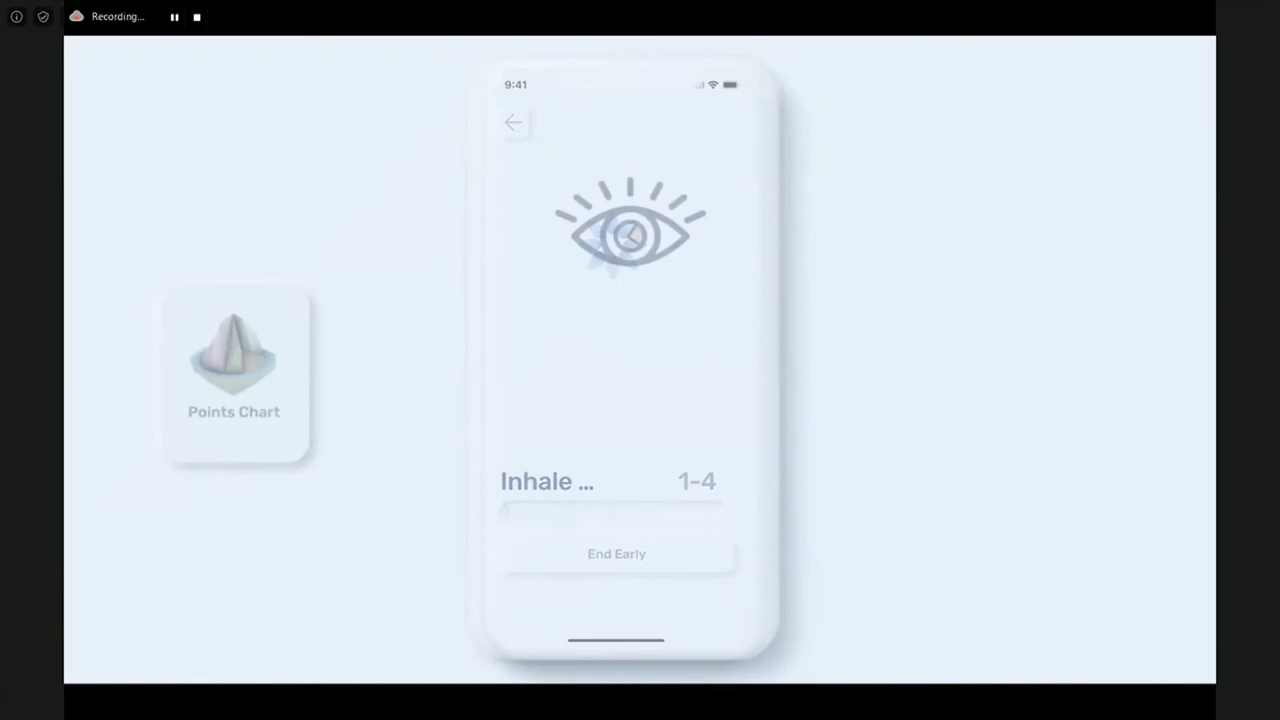 Recording...
9:41
Points Chart
Inhale ...
1-4
End Early